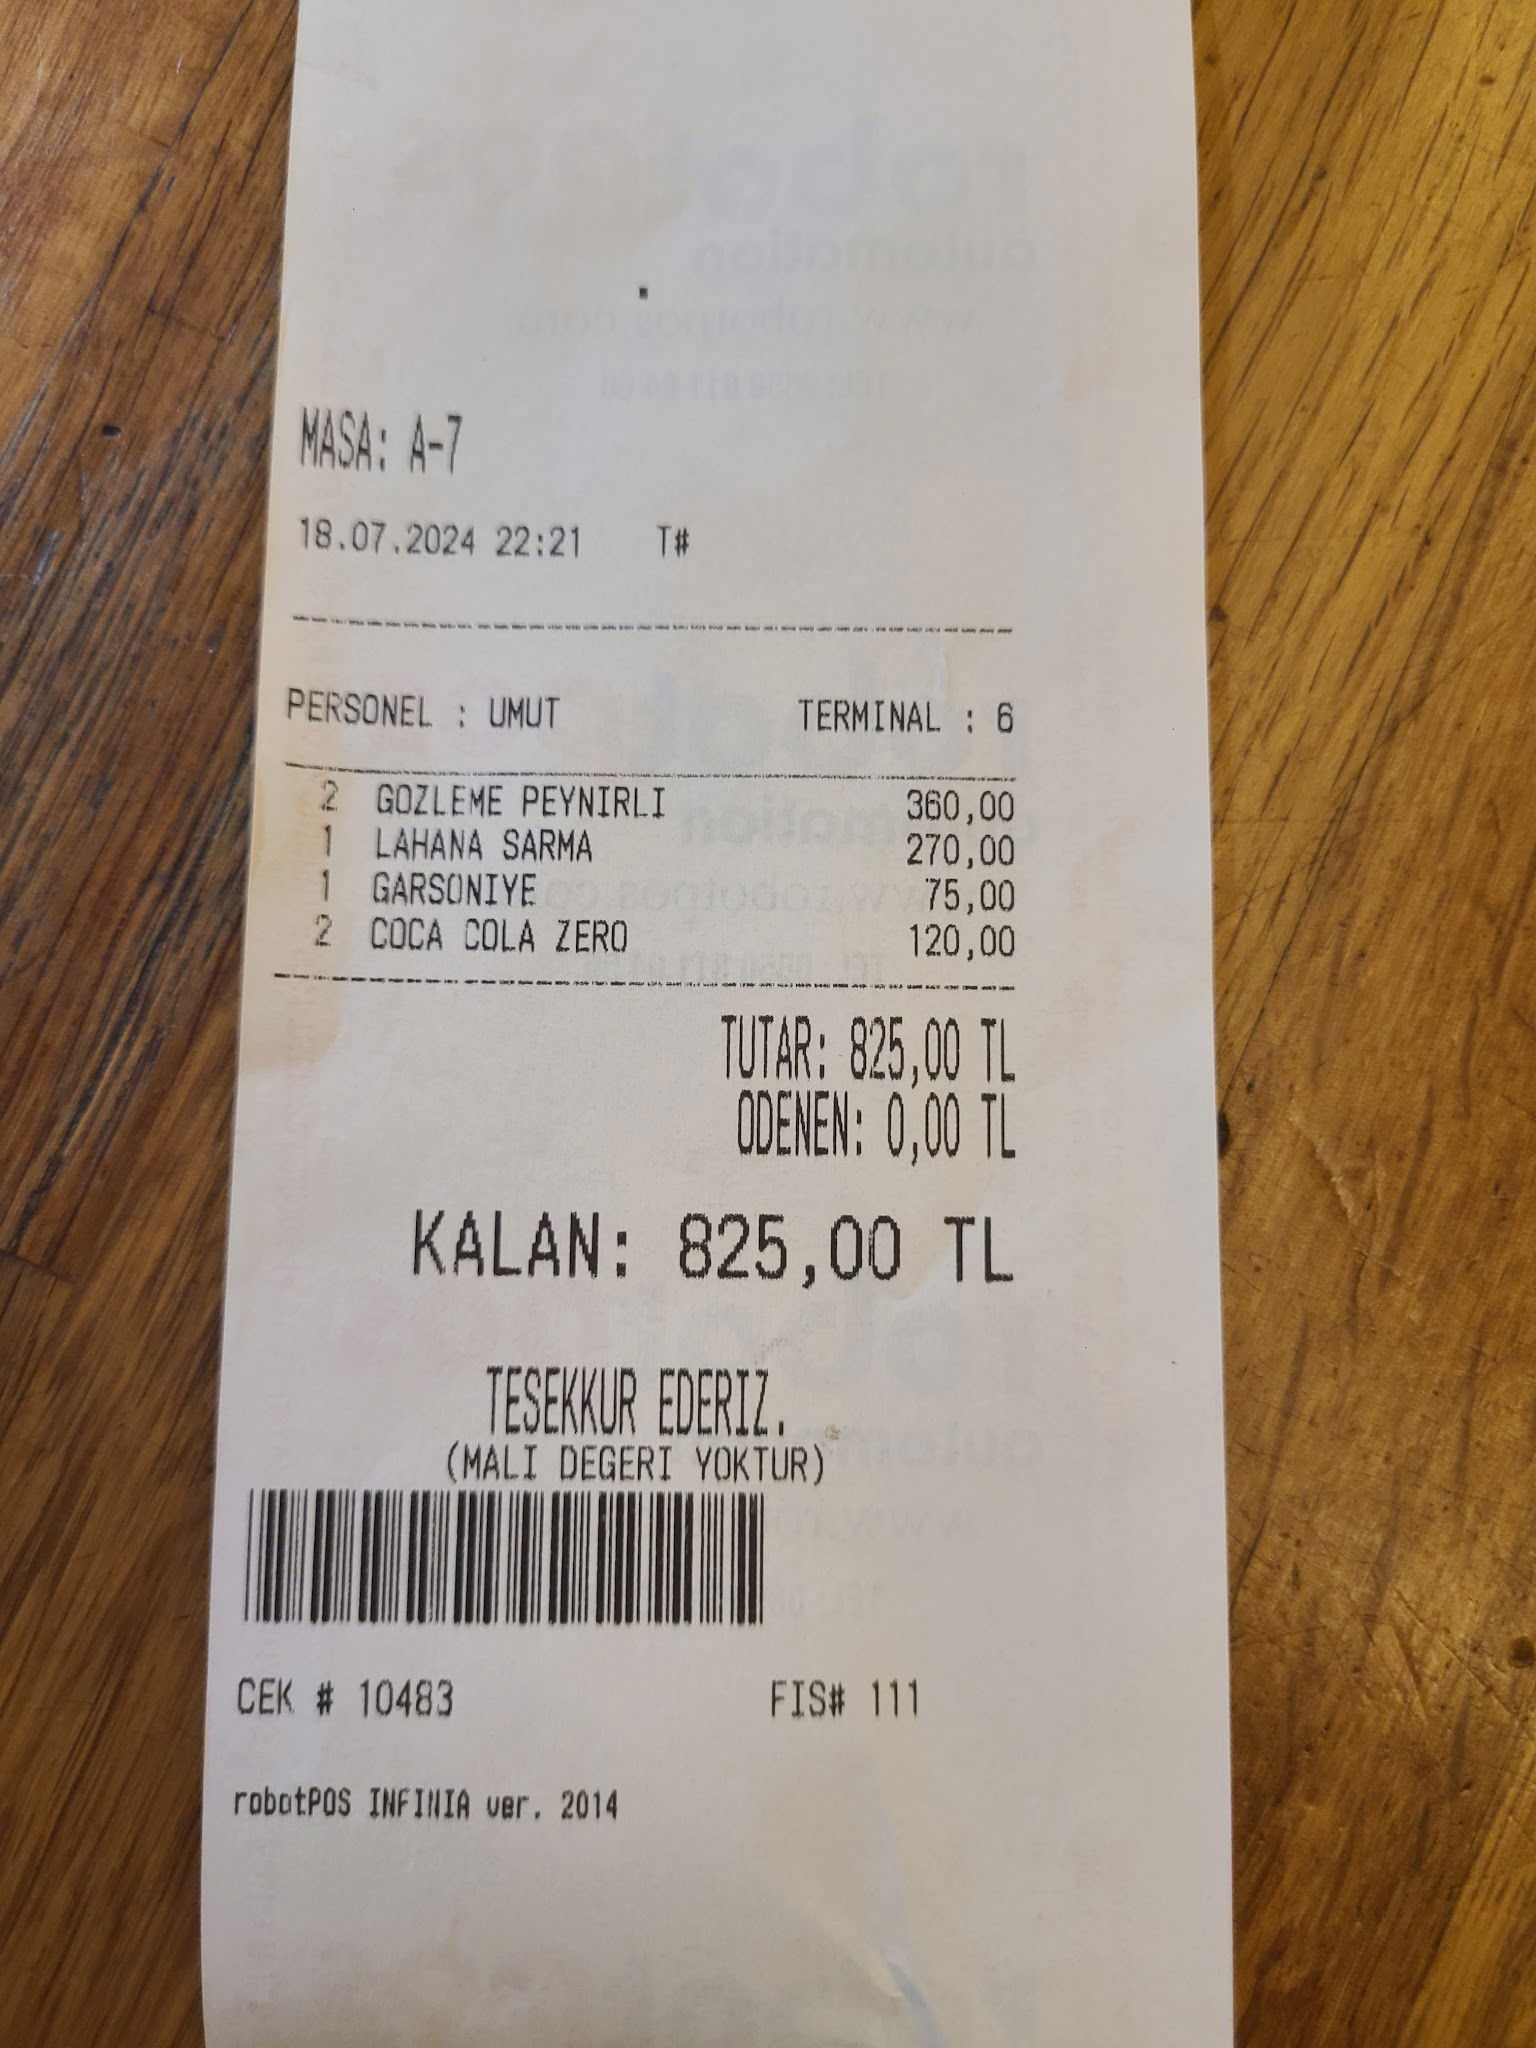 MASA: A-7
18.07.2024 22:21 T#
PERSONEL : UMUT TERMINAL : 6
2 GOZLEME PEYNIRLI 360,00
1 LAHANA SARMA 270,00
1 GARSONIYE 75,00
2 COCA COLA ZERO 120,00
TUTAR: 825,00 TL
ODENEN: 0,00 TL
KALAN: 825,00 TL
TESEKKUR EDERIZ.
(MALI DEGERI YOKTUR)
CEK # 10483 FIS# 111
robotPOS INFINIA ver. 2014